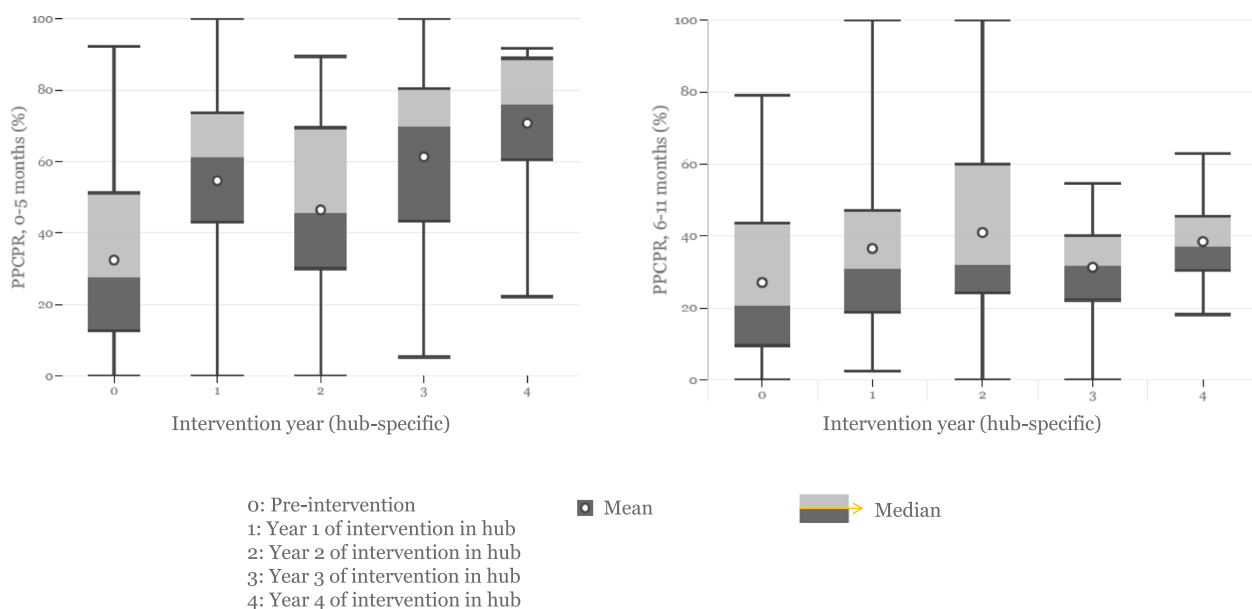 100
80
60
40
20
0
PPCPR, 0-5 months (%)
0 1 2 3 4
Intervention year (hub-specific)
100
80
60
40
20
0
PPCPR, 6-11 months (%)
0 1 2 3 4
Intervention year (hub-specific)
0: Pre-intervention
1: Year 1 of intervention in hub
2: Year 2 of intervention in hub
3: Year 3 of intervention in hub
4: Year 4 of intervention in hub
Mean
Median